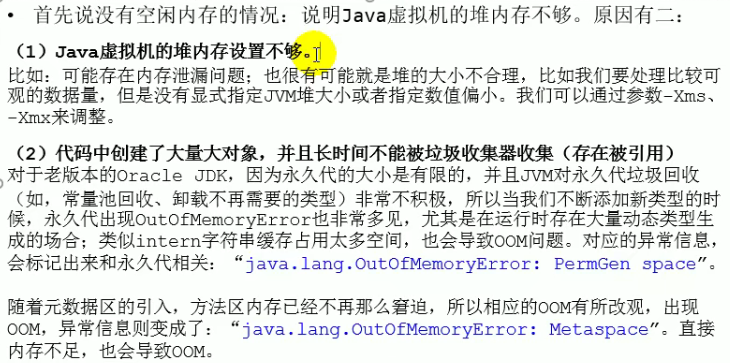 • 首先说没有空闲内存的情况：说明Java虚拟机的堆内存不够。原因有二：
（1）Java虚拟机的堆内存设置不够。
比如：可能存在内存泄漏问题；也很有可能就是堆的大小不合理，比如我们要处理比较可
观的数据量，但是没有显式指定JVM堆大小或者指定数值偏小。我们可以通过参数-Xms、
-Xmx来调整。
（2）代码中创建了大量大对象，并且长时间不能被垃圾收集器收集（存在被引用）
对于老版本的Oracle JDK，因为永久代的大小是有限的，并且JVM对永久代垃圾回收
（如，常量池回收、卸载不再需要的类型）非常不积极，所以当我们不断添加新类型的时
候，永久代出现OutOfMemoryError也非常多见，尤其是在运行时存在大量动态类型生
成的场合；类似intern字符串缓存占用太多空间，也会导致OOM问题。对应的异常信息，
会标记出来和永久代相关：“java.lang.OutOfMemoryError: PermGen space”。
随着元数据区的引入，方法区内存已经不再那么窘迫，所以相应的OOM有所改观，出现
OOM，异常信息则变成了：“java.lang.OutOfMemoryError: Metaspace”。直接
内存不足，也会导致OOM。